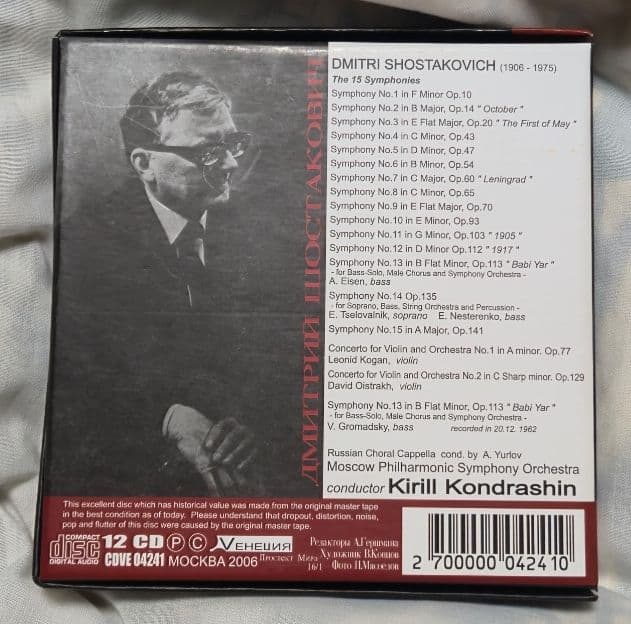 ДМИТРИЙ ШОСТАКОВИЧ
DMITRI SHOSTAKOVICH (1906 - 1975)
The 15 Symphonies
Symphony No.1 in F Minor Op.10
Symphony No.2 in B Major, Op.14 " October "
Symphony No.3 in E Flat Major, Op.20 " The First of May "
Symphony No.4 in C Minor, Op.43
Symphony No.5 in D Minor, Op.47
Symphony No.6 in B Minor, Op.54
Symphony No.7 in C Major, Op.60 " Leningrad "
Symphony No.8 in C Minor, Op.65
Symphony No.9 in E Flat Major, Op.70
Symphony No.10 in E Minor, Op.93
Symphony No.11 in G Minor, Op.103 " 1905 "
Symphony No.12 in D Minor Op.112 " 1917 "
Symphony No.13 in B Flat Minor, Op.113 " Babi Yar "
- for Bass-Solo, Male Chorus and Symphony Orchestra -
A. Eisen, bass
Symphony No.14 Op.135
- for Soprano, Bass, String Orchestra and Percussion -
E. Tselovalnik, soprano E. Nesterenko, bass
Symphony No.15 in A Major, Op.141
Concerto for Violin and Orchestra No.1 in A minor. Op.77
Leonid Kogan, violin
Concerto for Violin and Orchestra No.2 in C Sharp minor. Op.129
David Oistrakh, violin
Symphony No.13 in B Flat Minor, Op.113 " Babi Yar "
- for Bass-Solo, Male Chorus and Symphony Orchestra -
V. Gromadsky, bass recorded in 20.12. 1962
Russian Choral Cappella cond. by A. Yurlov
Moscow Philharmonic Symphony Orchestra
conductor Kirill Kondrashin
This excellent disc which has historical value was made from the original master tape
in the best condition as of today. Please understand that dropout, distortion, noise,
pop and flutter of this disc were caused by the original master tape.
COMPACT disc DIGITAL AUDIO
12 CD P C Венеция
CDVE 04241 МОСКВА 2006
Проспект Мира
16/1
Редакторы А.Гершман
Художник В.Копцов
Фото Н.
2 700000 042410